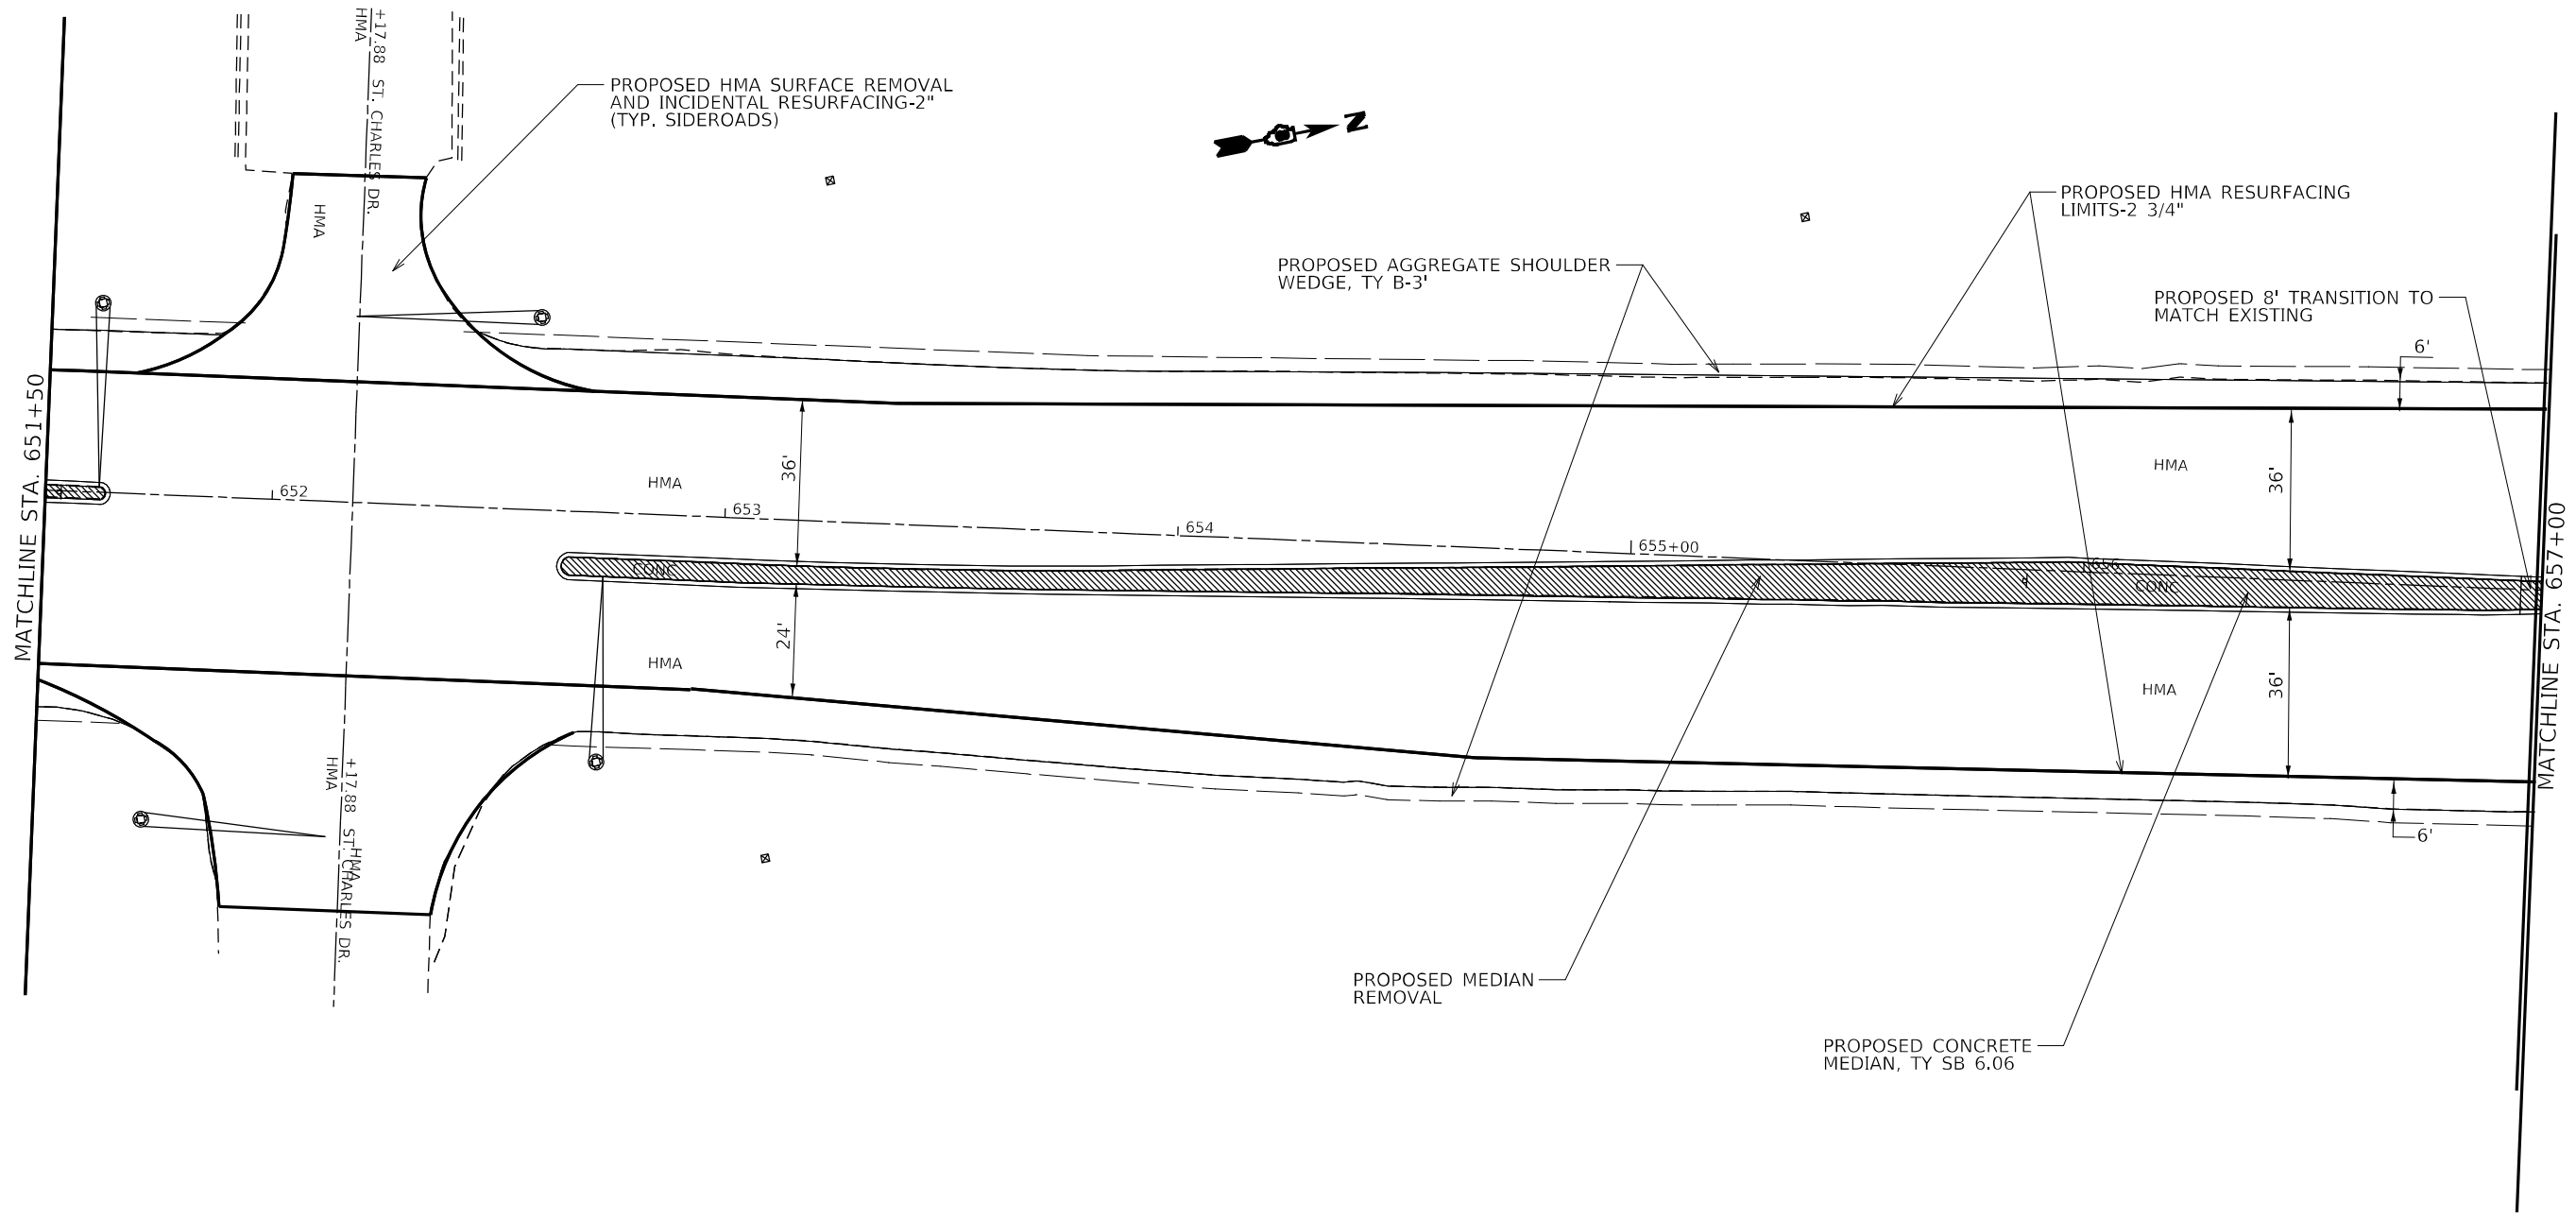 +17.88 ST. CHARLES DR.
HMA
PROPOSED HMA SURFACE REMOVAL
AND INCIDENTAL RESURFACING-2"
(TYP. SIDEROADS)
N
PROPOSED HMA RESURFACING
LIMITS-2 3/4"
HMA
PROPOSED AGGREGATE SHOULDER
WEDGE, TY B-3'
PROPOSED 8' TRANSITION TO
MATCH EXISTING
6'
MATCHLINE STA. 651+50
36'
HMA
HMA
36'
652
653
654
655+00
656
CONC
CONC
MATCHLINE STA. 657+00
24'
HMA
36'
HMA
+17.88 ST. CHARLES DR.
HMA
HMA
6'
PROPOSED MEDIAN
REMOVAL
PROPOSED CONCRETE
MEDIAN, TY SB 6.06